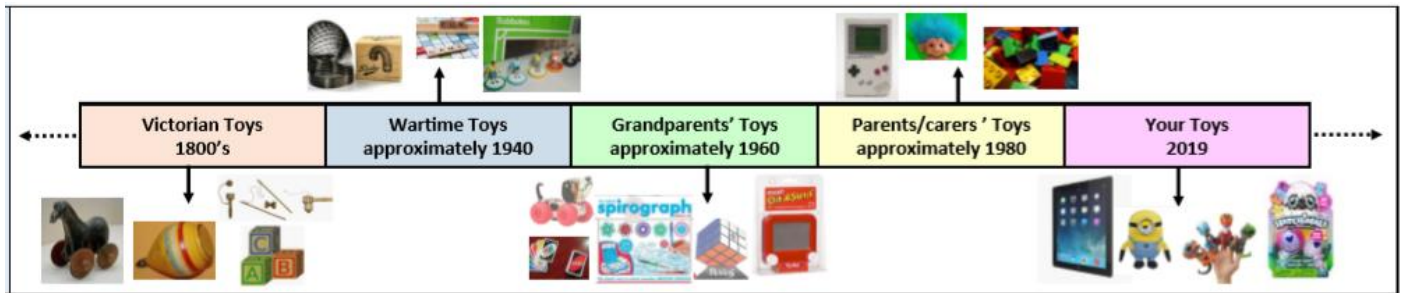 Victorian Toys
1800's
Wartime Toys
approximately 1940
Grandparents' Toys
approximately 1960
Parents/carers ' Toys
approximately 1980
Your Toys
2019
Subbuteo
spirograph
A
B
C